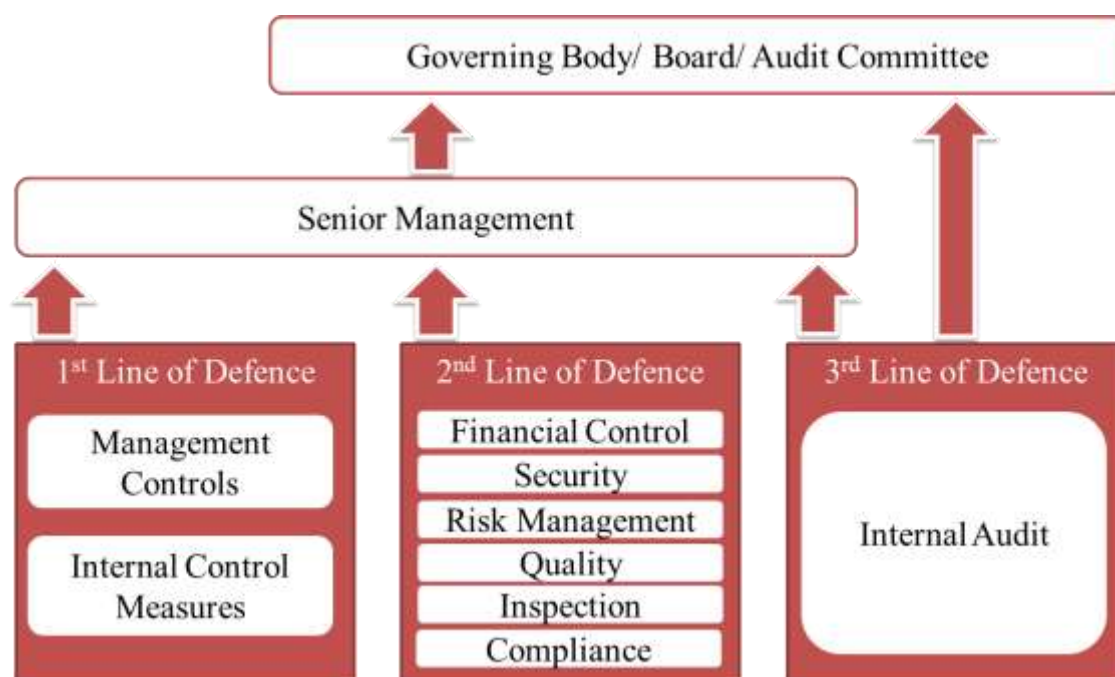 Governing Body/ Board/ Audit Committee
Senior Management
1st Line of Defence
Management
Controls
Internal Control
Measures
2nd Line of Defence
Financial Control
Security
Risk Management
Quality
Inspection
Compliance
3rd Line of Defence
Internal Audit